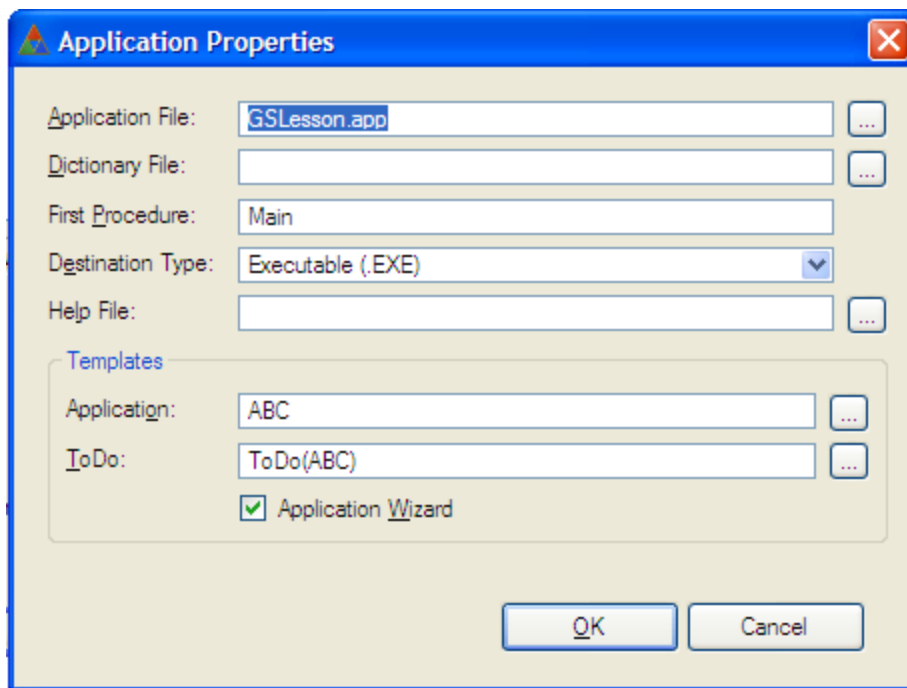 Application Properties
Application File: GSLesson.app ...
Dictionary File: ...
First Procedure: Main
Destination Type: Executable (.EXE)
Help File: ...
Templates
Application: ABC ...
ToDo: ToDo(ABC) ...
Application Wizard
OK Cancel